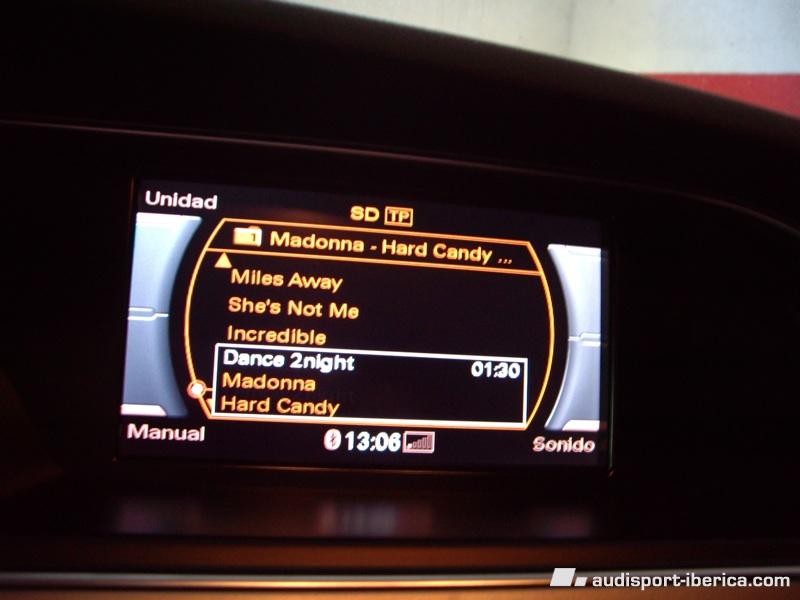 Unidad
SD TP
1 Madonna - Hard Candy ...
Miles Away
She's Not Me
Incredible
Dance 2night 01:30
Madonna
Hard Candy
Manual 13:06 Sonido
audisport-iberica.com